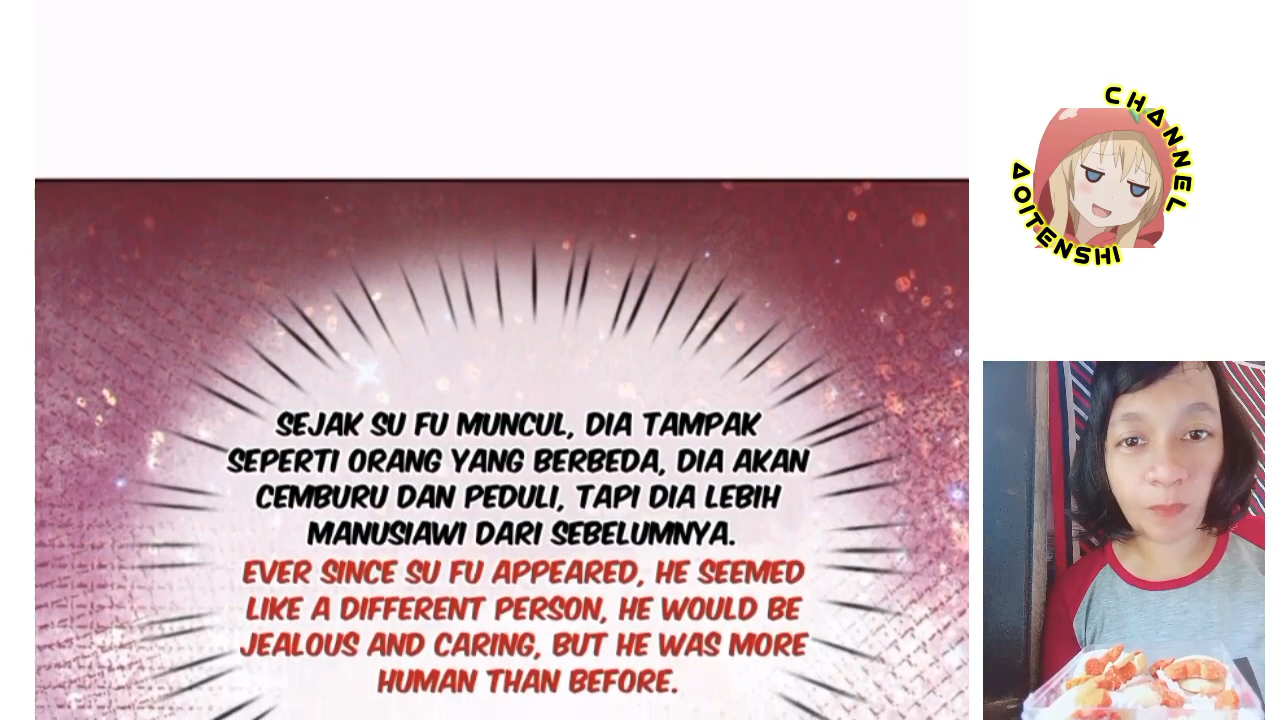 SEJAK SU FU MUNCUL, DIA TAMPAK
SEPERTI ORANG YANG BERBEDA, DIA AKAN
CEMBURU DAN PEDULI, TAPI DIA LEBIH
MANUSIAWI DARI SEBELUMNYA.
EVER SINCE SU FU APPEARED, HE SEEMED
LIKE A DIFFERENT PERSON, HE WOULD BE
JEALOUS AND CARING, BUT HE WAS MORE
HUMAN THAN BEFORE.
CHANNEL
AOITENSHI